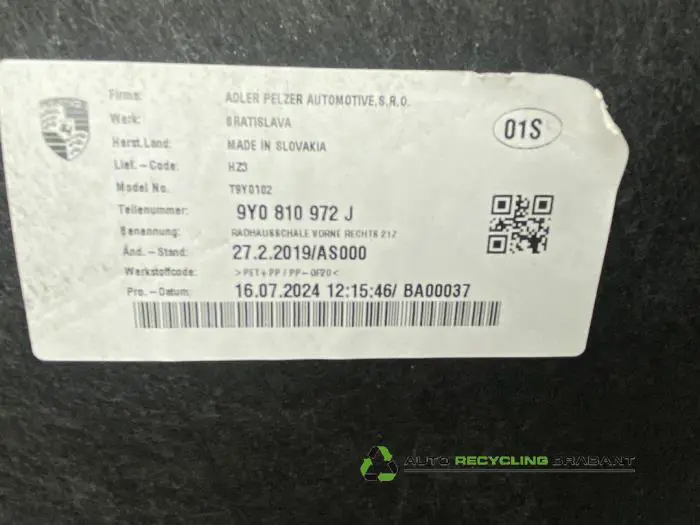 Firma: ADLER PELZER AUTOMOTIVE,S.R.O.
Werk: BRATISLAVA
Herst.Land: MADE IN SLOVAKIA
Lief.-Code: HZ3
Model No. T9Y0102
Teilenummer: 9Y0 810 972 J
Benennung: RADHAUSSCHALE VORNE RECHTS 21Z
Änd.-Stand: 27.2.2019/AS000
Werkstoffcode: >PET+PP/PP-GF20<
Pro.-Datum: 16.07.2024 12:15:46/ BA00037
01S
AUTO RECYCLING BRABANT